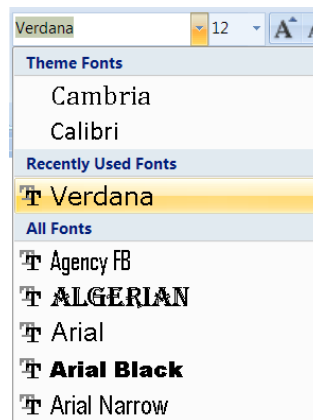 Verdana 12 A
Theme Fonts
Cambria
Calibri
Recently Used Fonts
Verdana
All Fonts
Agency FB
ALGERIAN
Arial
Arial Black
Arial Narrow